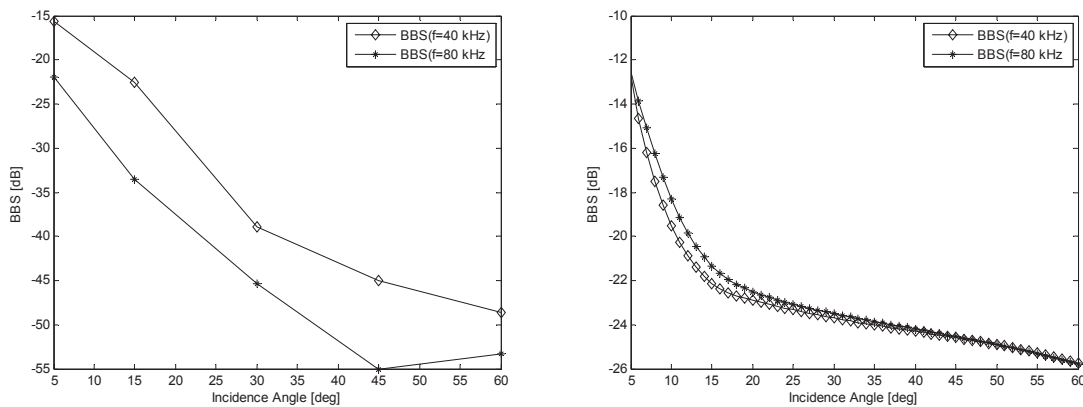 -15
-20
-25
-30
-35
-40
-45
-50
-55
BBS [dB]
5 10 15 20 25 30 35 40 45 50 55 60
Incidence Angle [deg]
BBS(f=40 kHz)
BBS(f=80 kHz
-10
-12
-14
-16
-18
-20
-22
-24
-26
BBS [dB]
5 10 15 20 25 30 35 40 45 50 55 60
Incidence Angle [deg]
BBS(f=40 kHz)
BBS(f=80 kHz